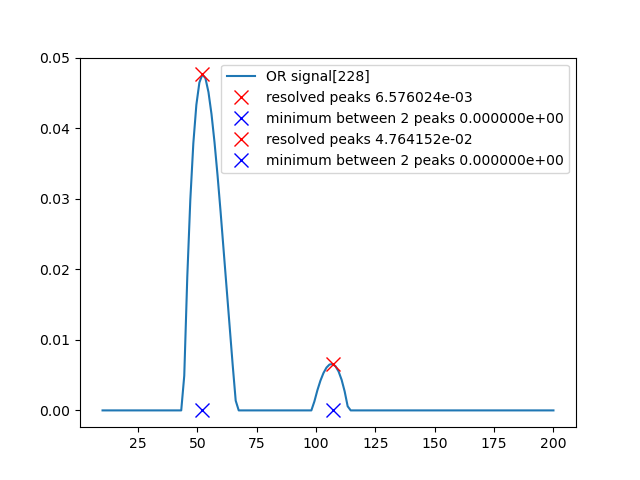 0.05
0.04
0.03
0.02
0.01
0.00
OR signal[228]
resolved peaks 6.576024e-03
minimum between 2 peaks 0.000000e+00
resolved peaks 4.764152e-02
minimum between 2 peaks 0.000000e+00
25 50 75 100 125 150 175 200